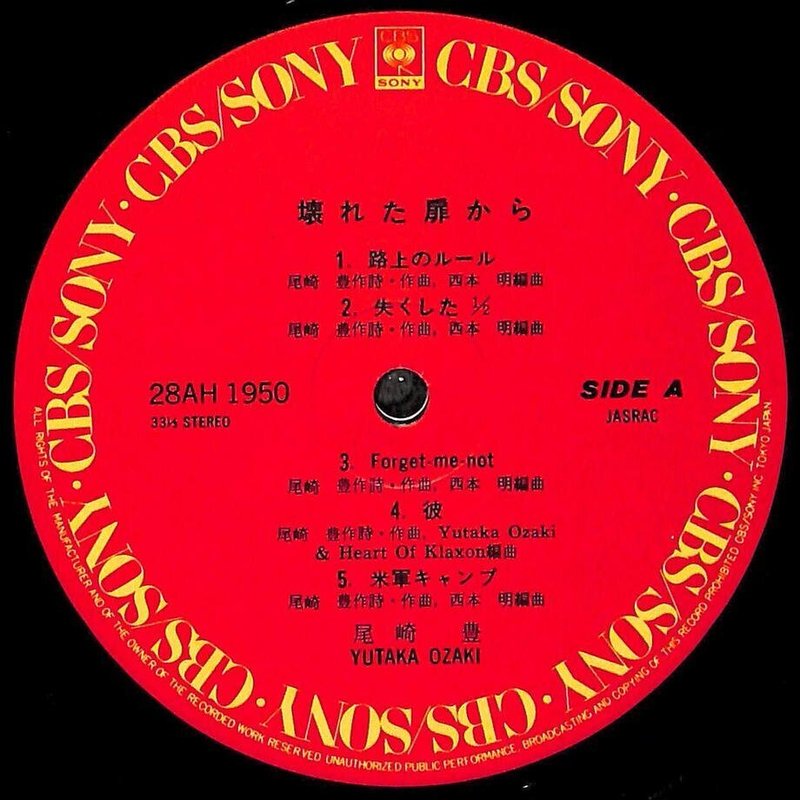 CBS
SONY
CBS/SONY · CBS/SONY · CBS/SONY · CBS/SONY · CBS/SONY · CBS/SONY · CBS/SONY · CBS/SONY · CBS/SONY
壊れた扉から
1. 路上のルール
尾崎 豊作詩・作曲, 西本 明編曲
2. 失くした ½
尾崎 豊作詩・作曲, 西本 明編曲
28AH 1950
33⅓ STEREO
SIDE A
JASRAC
3. Forget-me-not
尾崎 豊作詩・作曲, 西本 明編曲
4. 彼
尾崎 豊作詩・作曲, Yutaka Ozaki
& Heart Of Klaxon編曲
5. 米軍キャンプ
尾崎 豊作詩・作曲, 西本 明編曲
尾崎 豊
YUTAKA OZAKI
ALL RIGHTS OF THE MANUFACTURER AND OF THE OWNER OF THE RECORDED WORK RESERVED UNAUTHORIZED PUBLIC PERFORMANCE, BROADCASTING AND COPYING OF THIS RECORD PROHIBITED CBS/SONY INC. TOKYO JAPAN